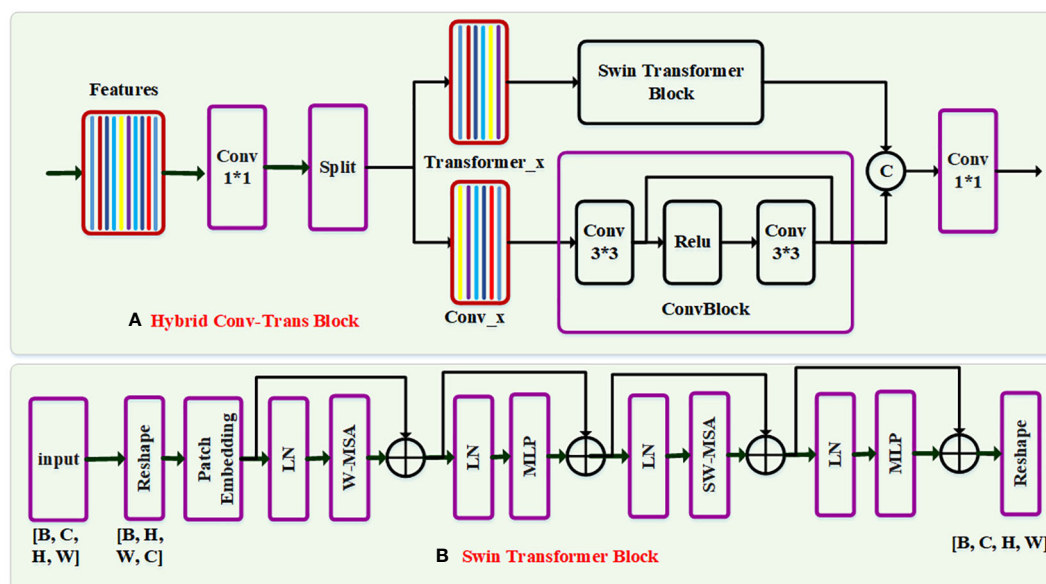 Features
Conv
1*1
Split
Transformer_x
Swin Transformer
Block
Conv_x
Conv
3*3
Relu
Conv
3*3
ConvBlock
C
Conv
1*1
A Hybrid Conv-Trans Block
input
[B, C,
H, W]
Reshape
[B, H,
W, C]
Patch
Embedding
LN
W-MSA
LN
MLP
LN
SW-MSA
LN
MLP
Reshape
[B, C, H, W]
B Swin Transformer Block